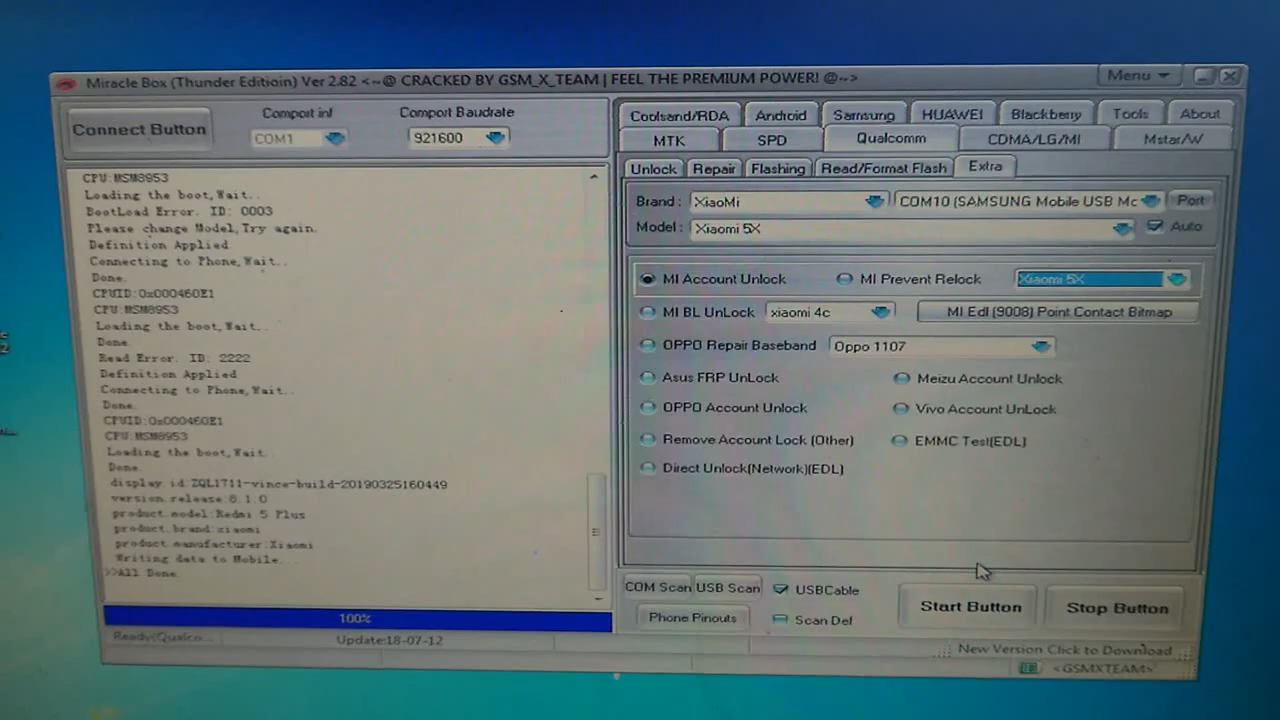 Miracle Box (Thunder Editioin) Ver 2.82 <~@ CRACKED BY GSM_X_TEAM | FEEL THE PREMIUM POWER! @~>
Menu
Connect Button
Comport inf
Comport Baudrate
COM1
921600
CPU:MSM8953
Loading the boot,Wait..
BootLoad Error. ID: 0003
Please change Model,Try again.
Definition Applied
Connecting to Phone,Wait..
Done.
CPUID:0x000460E1
CPU:MSM8953
Loading the boot,Wait..
Done.
Read Error. ID: 2222
Definition Applied
Connecting to Phone,Wait..
Done.
CPUID:0x000460E1
CPU:MSM8953
Loading the boot,Wait.
Done.
display.id:ZQL1711-vince-build-20190325160449
version.release:8.1.0
product.model:Redmi 5 Plus
product.brand:xiaomi
product.manufacturer:Xiaomi
Writing data to Mobile...
>>All Done.
100%
Ready(Qualco...
Update:18-07-12
Coolsand/RDA Android Samsung HUAWEI Blackberry Tools About
MTK SPD Qualcomm CDMA/LG/MI Mstar/W
Unlock Repair Flashing Read/Format Flash Extra
Brand : XiaoMi COM10 (SAMSUNG Mobile USB Mc Port
Model : Xiaomi 5X Auto
MI Account Unlock MI Prevent Relock Xiaomi 5X
MI BL UnLock xiaomi 4c MI Edl (9008) Point Contact Bitmap
OPPO Repair Baseband Oppo 1107
Asus FRP UnLock Meizu Account Unlock
OPPO Account Unlock Vivo Account UnLock
Remove Account Lock (Other) EMMC Test(EDL)
Direct Unlock(Network)(EDL)
COM Scan USB Scan USBCable
Phone Pinouts Scan Def
Start Button Stop Button
New Version Click to Download
<GSMXTEAM>